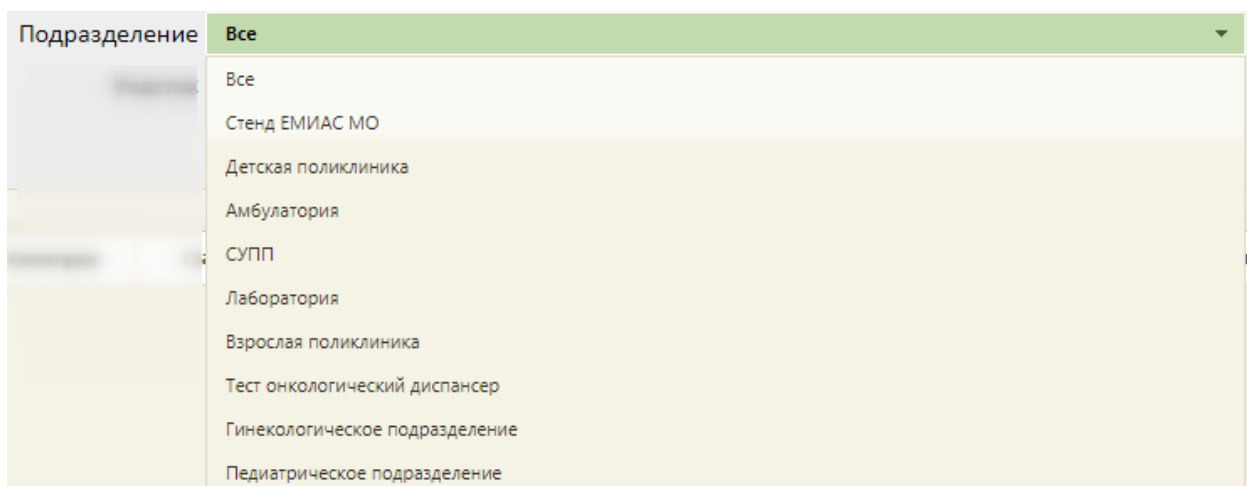 Подразделение Все
Все
Стенд ЕМИАС МО
Детская поликлиника
Амбулатория
СУПП
Лаборатория
Взрослая поликлиника
Тест онкологический диспансер
Гинекологическое подразделение
Педиатрическое подразделение